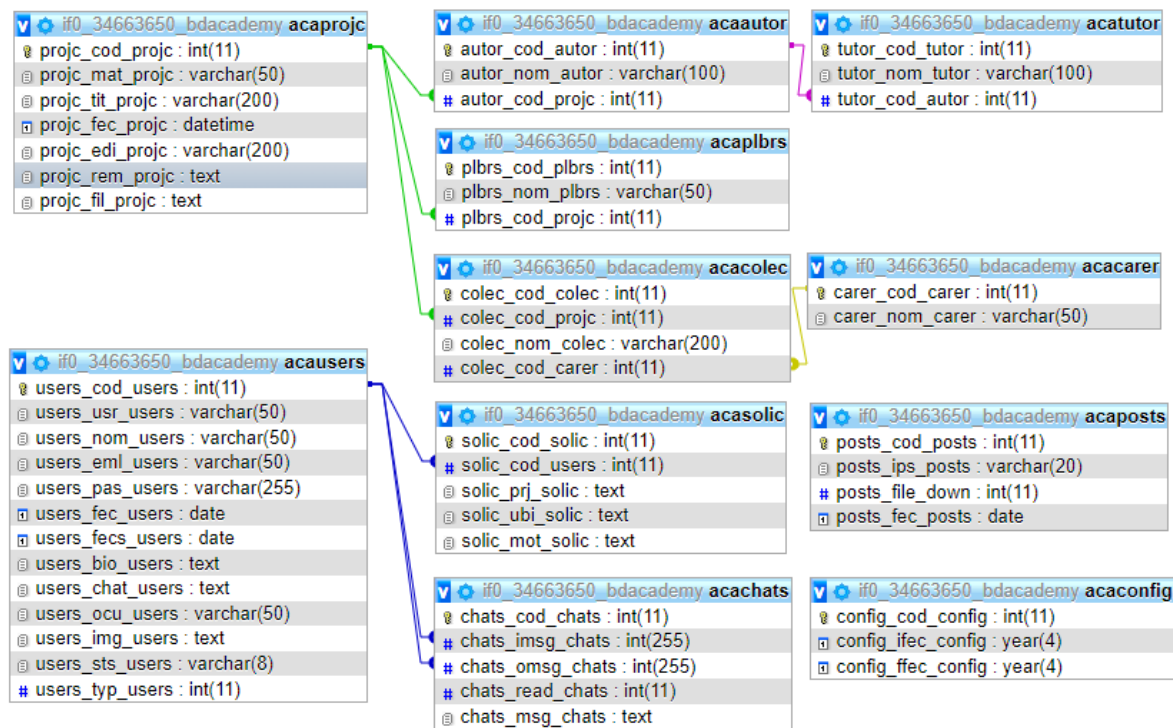 if0_34663650_bdacademy acaprojc
projc_cod_projc : int(11)
projc_mat_projc : varchar(50)
projc_tit_projc : varchar(200)
projc_fec_projc : datetime
projc_edi_projc : varchar(200)
projc_rem_projc : text
projc_fil_projc : text
if0_34663650_bdacademy acaautor
autor_cod_autor : int(11)
autor_nom_autor : varchar(100)
autor_cod_projc : int(11)
if0_34663650_bdacademy acatutor
tutor_cod_tutor : int(11)
tutor_nom_tutor : varchar(100)
tutor_cod_autor : int(11)
if0_34663650_bdacademy acaplbrs
plbrs_cod_plbrs : int(11)
plbrs_nom_plbrs : varchar(50)
plbrs_cod_projc : int(11)
if0_34663650_bdacademy acacolec
colec_cod_colec : int(11)
colec_cod_projc : int(11)
colec_nom_colec : varchar(200)
colec_cod_carer : int(11)
if0_34663650_bdacademy acacarer
carer_cod_carer : int(11)
carer_nom_carer : varchar(50)
if0_34663650_bdacademy acausers
users_cod_users : int(11)
users_usr_users : varchar(50)
users_nom_users : varchar(50)
users_eml_users : varchar(50)
users_pas_users : varchar(255)
users_fec_users : date
users_fecs_users : date
users_bio_users : text
users_chat_users : text
users_ocu_users : varchar(50)
users_img_users : text
users_sts_users : varchar(8)
users_typ_users : int(11)
if0_34663650_bdacademy acasolic
solic_cod_solic : int(11)
solic_cod_users : int(11)
solic_prj_solic : text
solic_ubi_solic : text
solic_mot_solic : text
if0_34663650_bdacademy acaposts
posts_cod_posts : int(11)
posts_ips_posts : varchar(20)
posts_file_down : int(11)
posts_fec_posts : date
if0_34663650_bdacademy acachats
chats_cod_chats : int(11)
chats_imsg_chats : int(255)
chats_omsg_chats : int(255)
chats_read_chats : int(11)
chats_msg_chats : text
if0_34663650_bdacademy acaconfig
config_cod_config : int(11)
config_ifec_config : year(4)
config_ffec_config : year(4)